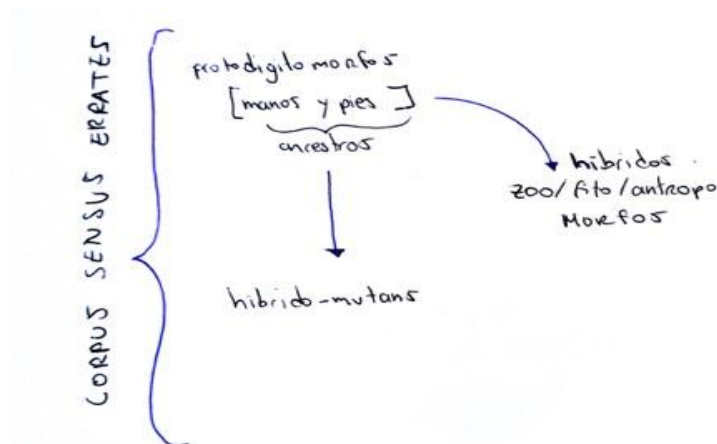 CORPUS SENSUS ERRATES
protodigitomorfos
[manos y pies]
ancestros
hibridos
zoo/fito/antropo
MORFOS
hibrido-mutans